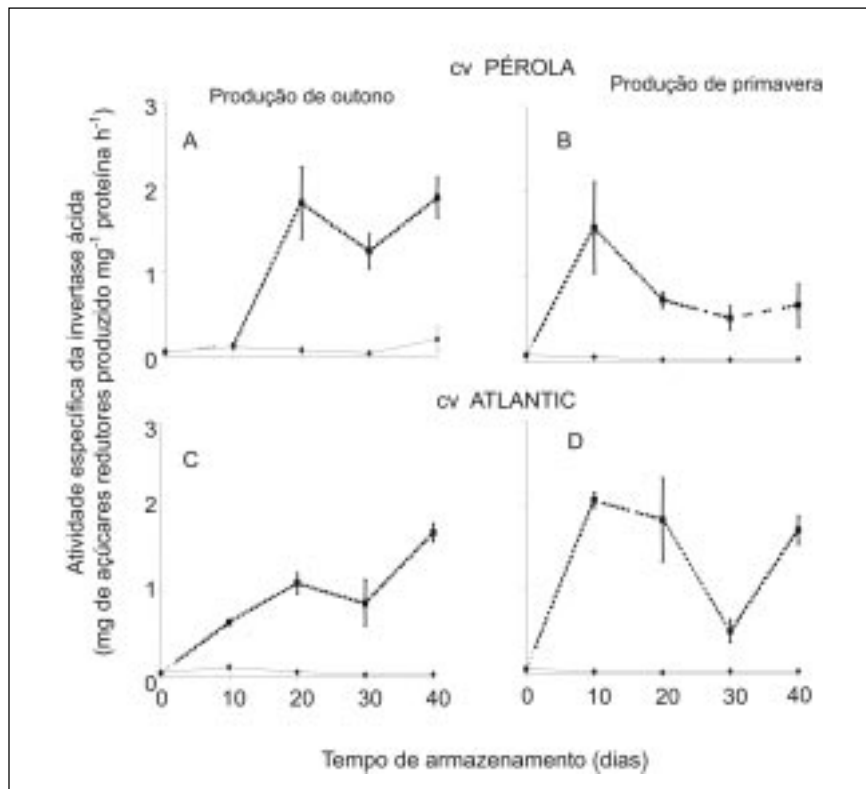 cv PÉROLA
Produção de outono
Produção de primavera
3
A
B
2
1
0
Atividade específica da invertase ácida
(mg de açúcares redutores produzido mg⁻¹ proteína h⁻¹)
cv ATLANTIC
3
C
D
2
1
0
0 10 20 30 40 0 10 20 30 40
Tempo de armazenamento (dias)